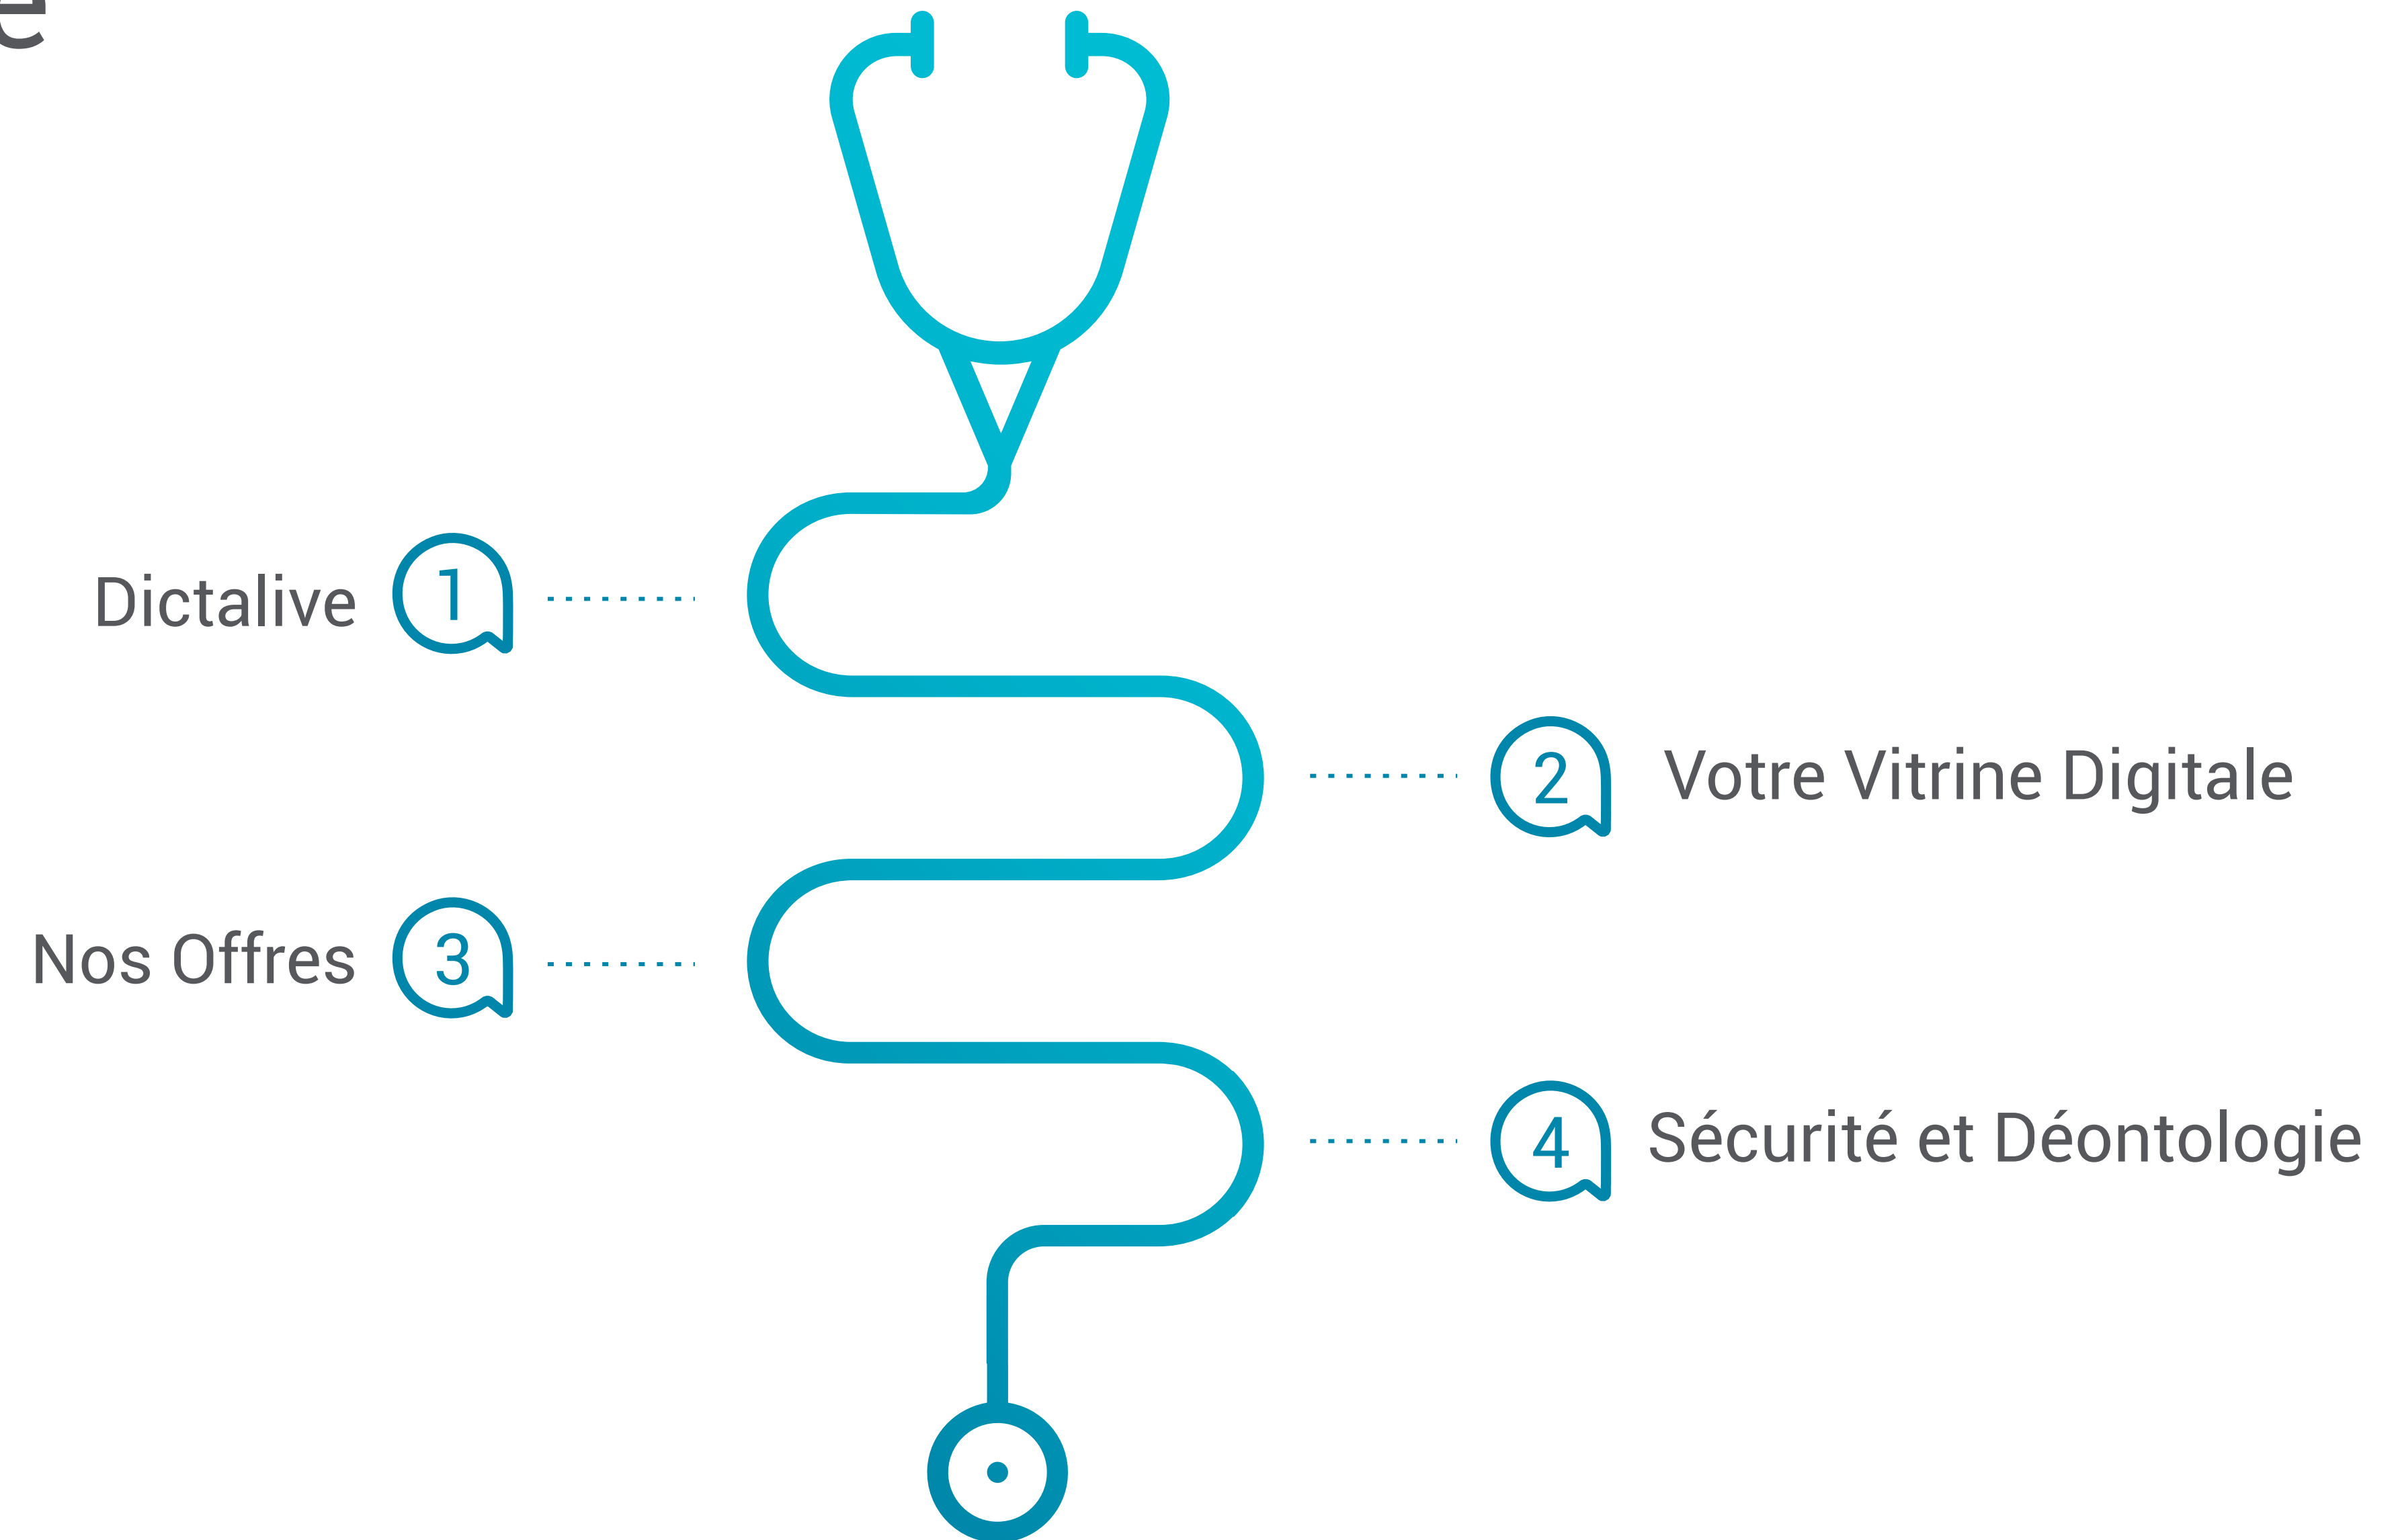 Dictalive 1
2 Votre Vitrine Digitale
Nos Offres 3
4 Sécurité et Déontologie